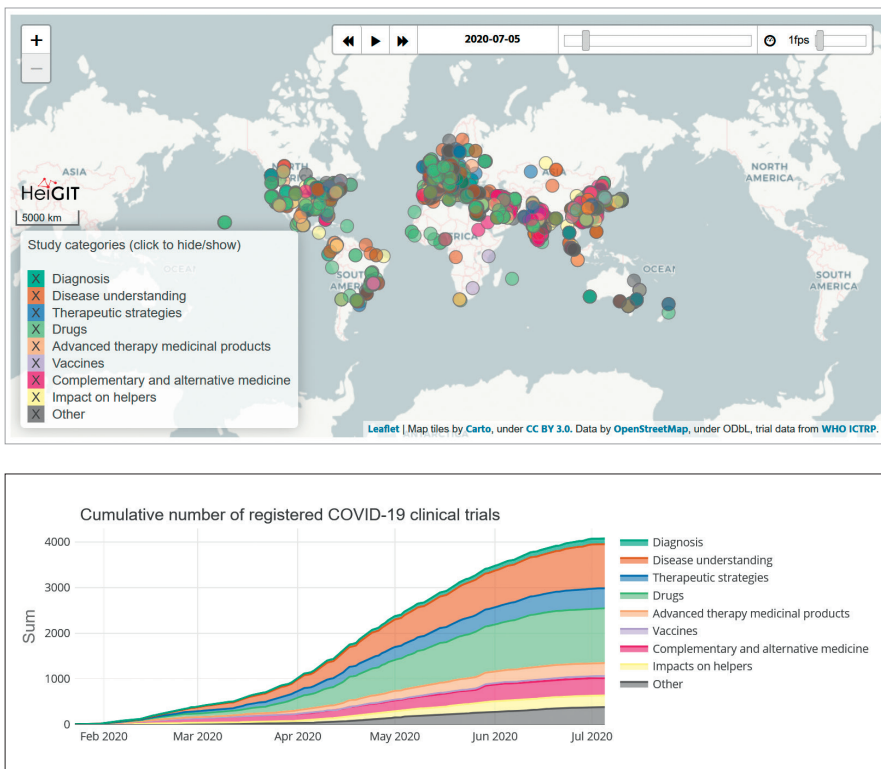 +
−
2020-07-05
1fps
ASIA
NORTH
AMERICA
ASIA
NORTH
AMERICA
HeiGIT
5000 km
AFRICA
OCEAN
SOUTH
AMERICA
OCEAN
SOUTH
AMERICA
Study categories (click to hide/show)
X Diagnosis
X Disease understanding
X Therapeutic strategies
X Drugs
X Advanced therapy medicinal products
X Vaccines
X Complementary and alternative medicine
X Impact on helpers
X Other
ANTARCTICA
Leaflet | Map tiles by Carto, under CC BY 3.0. Data by OpenStreetMap, under ODbL, trial data from WHO ICTRP.
Cumulative number of registered COVID-19 clinical trials
Sum
4000
3000
2000
1000
0
Feb 2020
Mar 2020
Apr 2020
May 2020
Jun 2020
Jul 2020
Diagnosis
Disease understanding
Therapeutic strategies
Drugs
Advanced therapy medicinal products
Vaccines
Complementary and alternative medicine
Impacts on helpers
Other